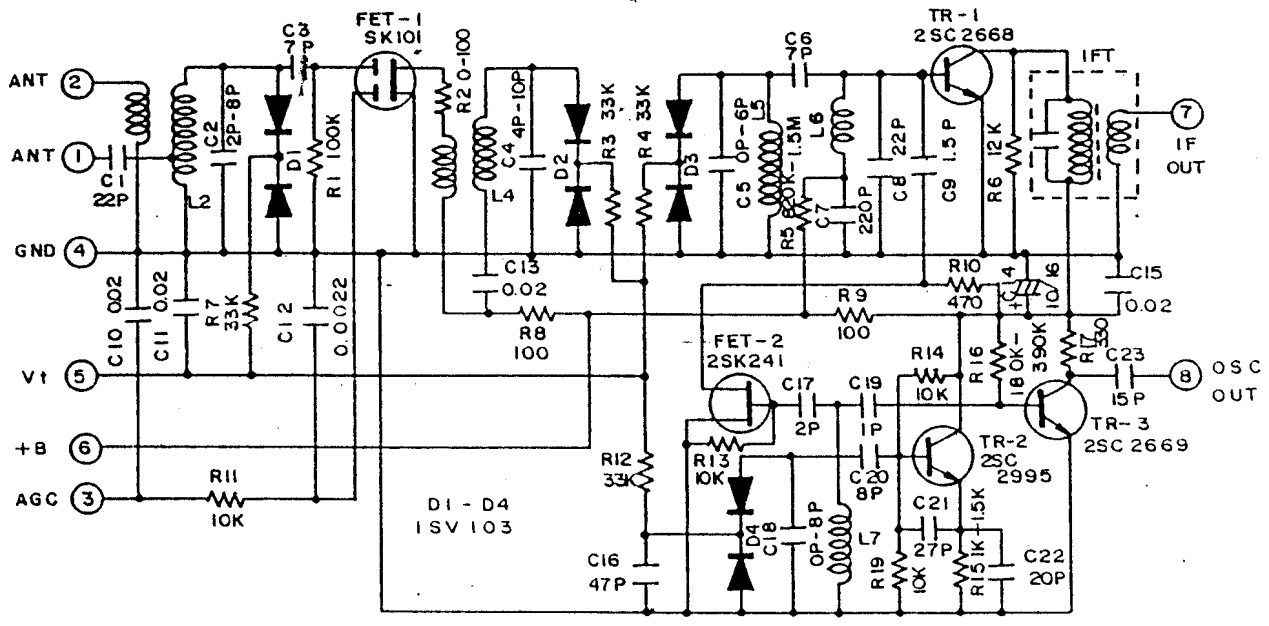 FET-1
SK101
TR-1
2SC2668
C3
7P
C6
7P
IFT
ANT 2
R2 0-100
C4 4P-10P
R3 33K
R4 33K
L5
L6
C2 2P-8P
D1
R1 100K
L4
D2
D3
C5 0P-6P
R5 820K-1.5M
C7
220P
C8 22P
C9 1.5P
R6 12K
7
IF
OUT
ANT 1
C1
22P
L2
GND 4
C10 0.02
C11 0.02
R7
33K
C12
0.0022
C13
0.02
R8
100
R9
100
R10
470
+C14
10/16
C15
0.02
Vt 5
FET-2
2SK241
R14
10K
R16
180K-
390K
R17
330
C23
15P
8 OSC
OUT
C17
2P
C19
1P
TR-3
2SC2669
+B 6
R13
10K
R12
33K
C20
8P
TR-2
2SC
2995
AGC 3
R11
10K
D1-D4
1SV103
D4
C18
0P-8P
L7
C21
27P
R19
10K
R15 1K-1.5K
C22
20P
C16
47P